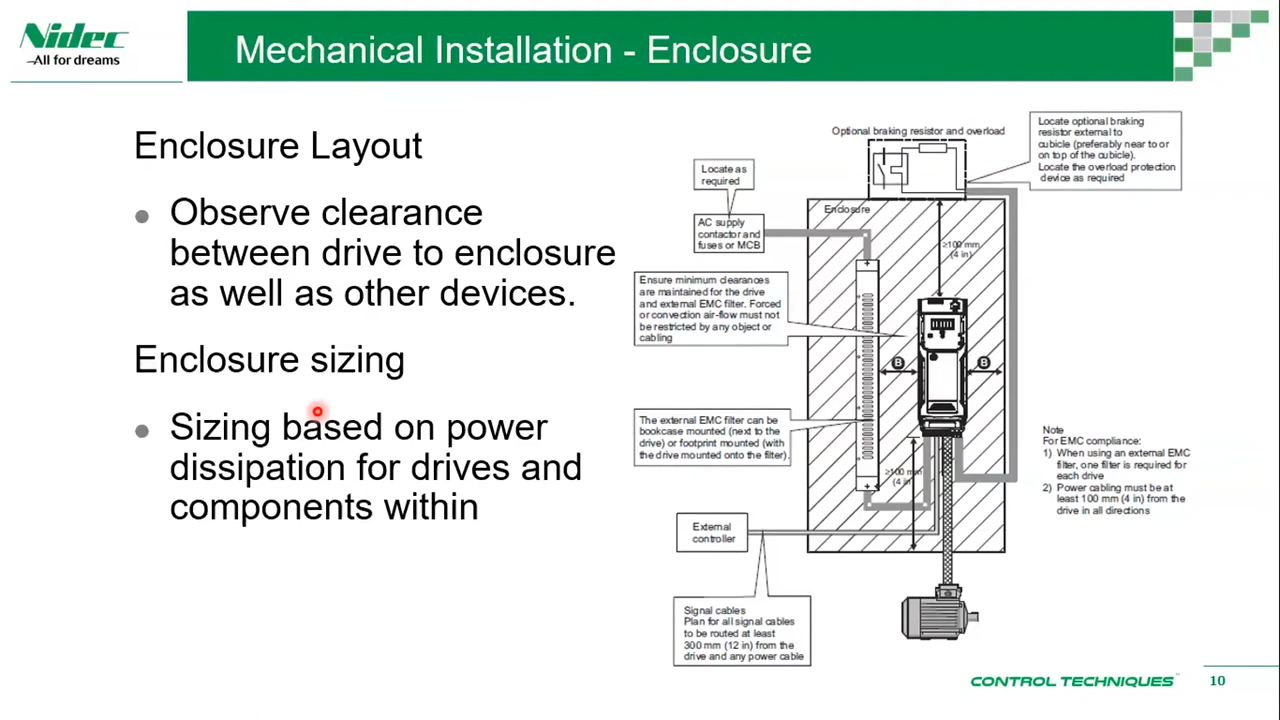 Nidec
All for dreams
Mechanical Installation - Enclosure
Enclosure Layout
Observe clearance
between drive to enclosure
as well as other devices.
Enclosure sizing
Sizing based on power
dissipation for drives and
components within
Optional braking resistor and overload
Locate optional braking
resistor external to
cubicle (preferably near to or
on top of the cubicle).
Locate the overload protection
device as required
Locate as
required
Enclosure
AC supply
contactor and
fuses or MCB
≥100 mm
(4 in)
Ensure minimum clearances
are maintained for the drive
and external EMC filter. Forced
or convection air-flow must not
be restricted by any object or
cabling
B
B
The external EMC filter can be
bookcase mounted (next to the
drive) or footprint mounted (with
the drive mounted onto the filter).
≥100 mm
(4 in
Note
For EMC compliance:
1) When using an external EMC
filter, one filter is required for
each drive
2) Power cabling must be at
least 100 mm (4 in) from the
drive in all directions
External
controller
Signal cables
Plan for all signal cables
to be routed at least
300 mm (12 in) from the
drive and any power cable
CONTROL TECHNIQUES
10